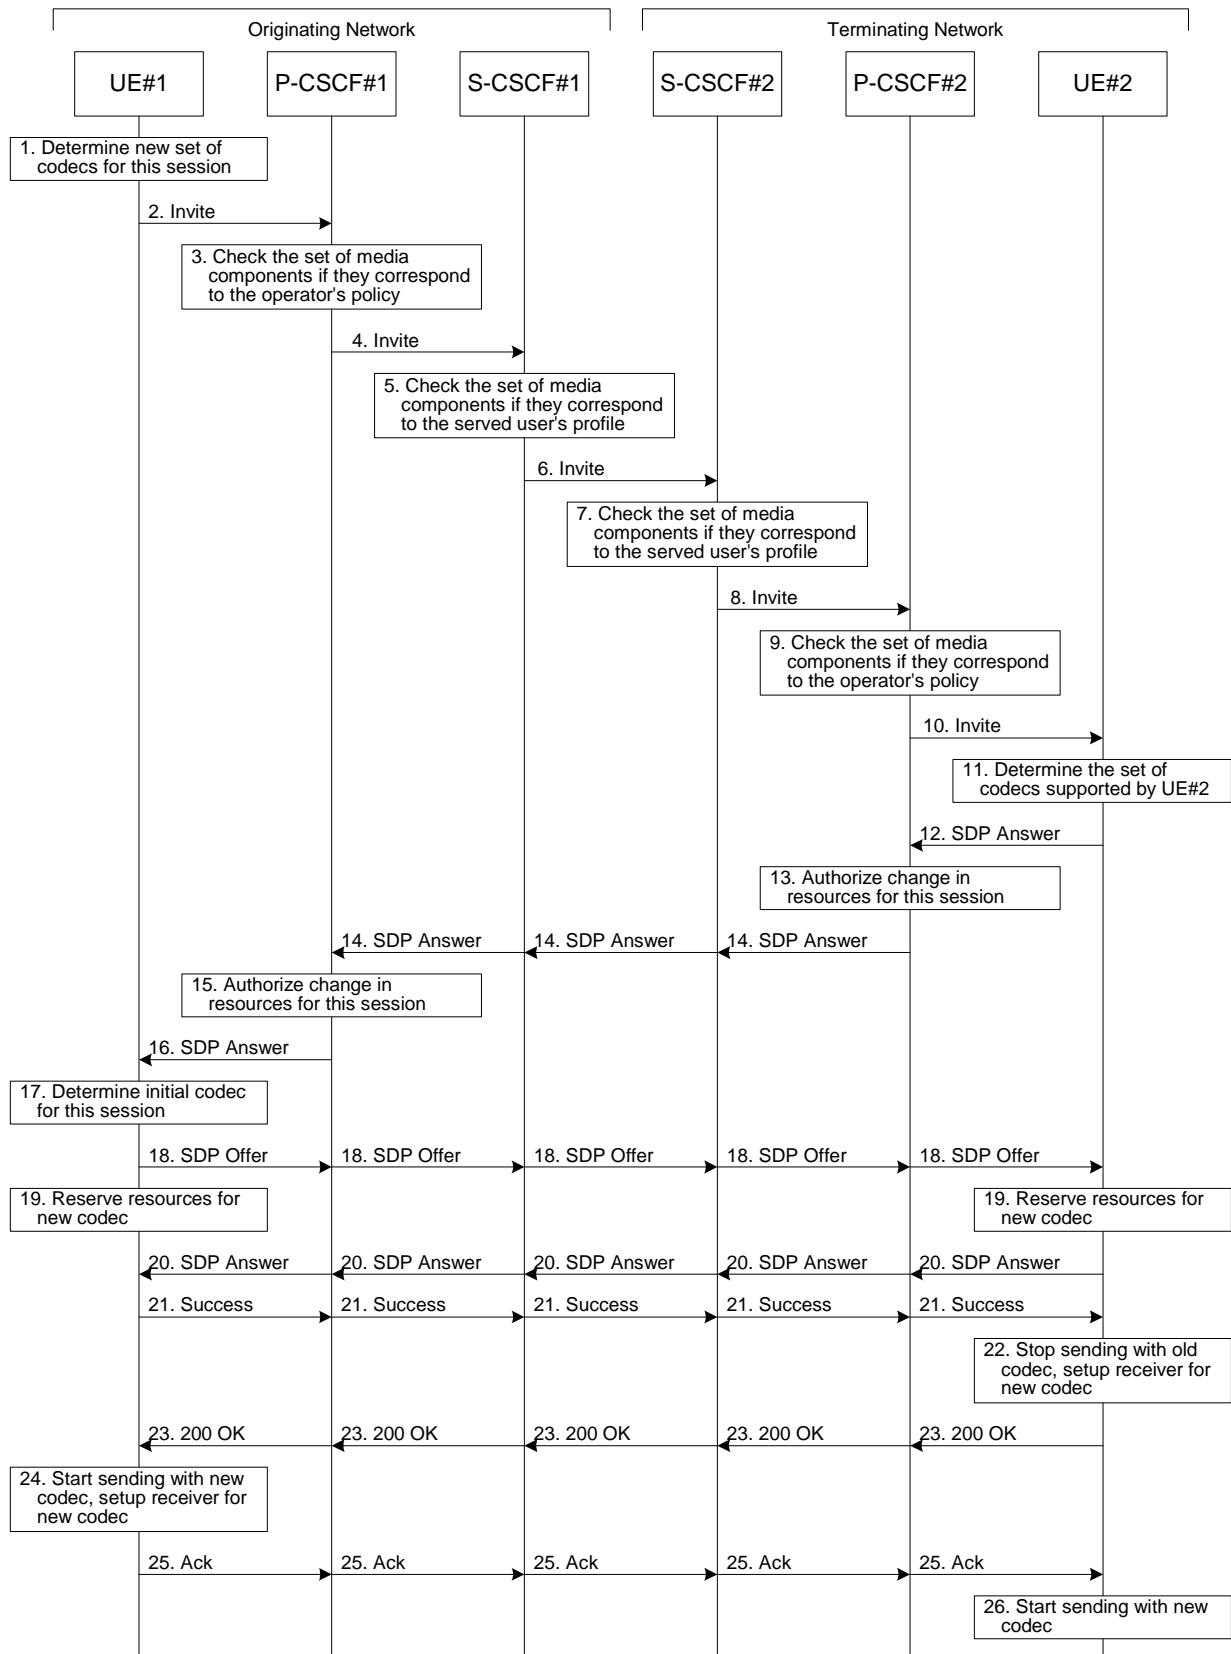 Originating Network
Terminating Network
UE#1
P-CSCF#1
S-CSCF#1
S-CSCF#2
P-CSCF#2
UE#2
1. Determine new set of
codecs for this session
2. Invite
3. Check the set of media
components if they correspond
to the operator's policy
4. Invite
5. Check the set of media
components if they correspond
to the served user's profile
6. Invite
7. Check the set of media
components if they correspond
to the served user's profile
8. Invite
9. Check the set of media
components if they correspond
to the operator's policy
10. Invite
11. Determine the set of
codecs supported by UE#2
12. SDP Answer
13. Authorize change in
resources for this session
14. SDP Answer
14. SDP Answer
14. SDP Answer
15. Authorize change in
resources for this session
16. SDP Answer
17. Determine initial codec
for this session
18. SDP Offer
18. SDP Offer
18. SDP Offer
18. SDP Offer
18. SDP Offer
19. Reserve resources for
new codec
19. Reserve resources for
new codec
20. SDP Answer
20. SDP Answer
20. SDP Answer
20. SDP Answer
20. SDP Answer
21. Success
21. Success
21. Success
21. Success
21. Success
22. Stop sending with old
codec, setup receiver for
new codec
23. 200 OK
23. 200 OK
23. 200 OK
23. 200 OK
23. 200 OK
24. Start sending with new
codec, setup receiver for
new codec
25. Ack
25. Ack
25. Ack
25. Ack
25. Ack
26. Start sending with new
codec